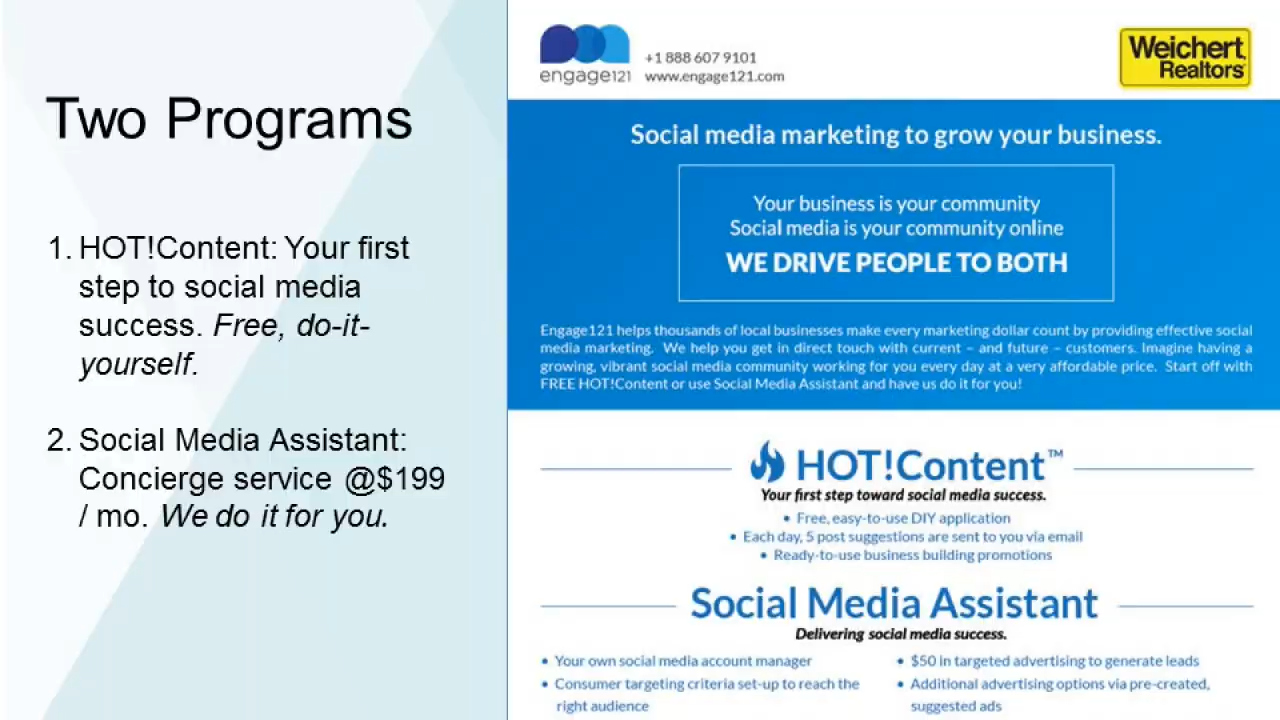 Two Programs
1. HOT!Content: Your first
step to social media
success. Free, do-it-
yourself.
2. Social Media Assistant:
Concierge service @$199
/ mo. We do it for you.
engage121
+1 888 607 9101
www.engage121.com
Weichert,
Realtors®
Social media marketing to grow your business.
Your business is your community
Social media is your community online
WE DRIVE PEOPLE TO BOTH
Engage121 helps thousands of local businesses make every marketing dollar count by providing effective social
media marketing. We help you get in direct touch with current – and future – customers. Imagine having a
growing, vibrant social media community working for you every day at a very affordable price. Start off with
FREE HOT!Content or use Social Media Assistant and have us do it for you!
HOT!Content™
Your first step toward social media success.
• Free, easy-to-use DIY application
• Each day, 5 post suggestions are sent to you via email
• Ready-to-use business building promotions
Social Media Assistant
Delivering social media success.
• Your own social media account manager
• Consumer targeting criteria set-up to reach the
right audience
• $50 in targeted advertising to generate leads
• Additional advertising options via pre-created,
suggested ads